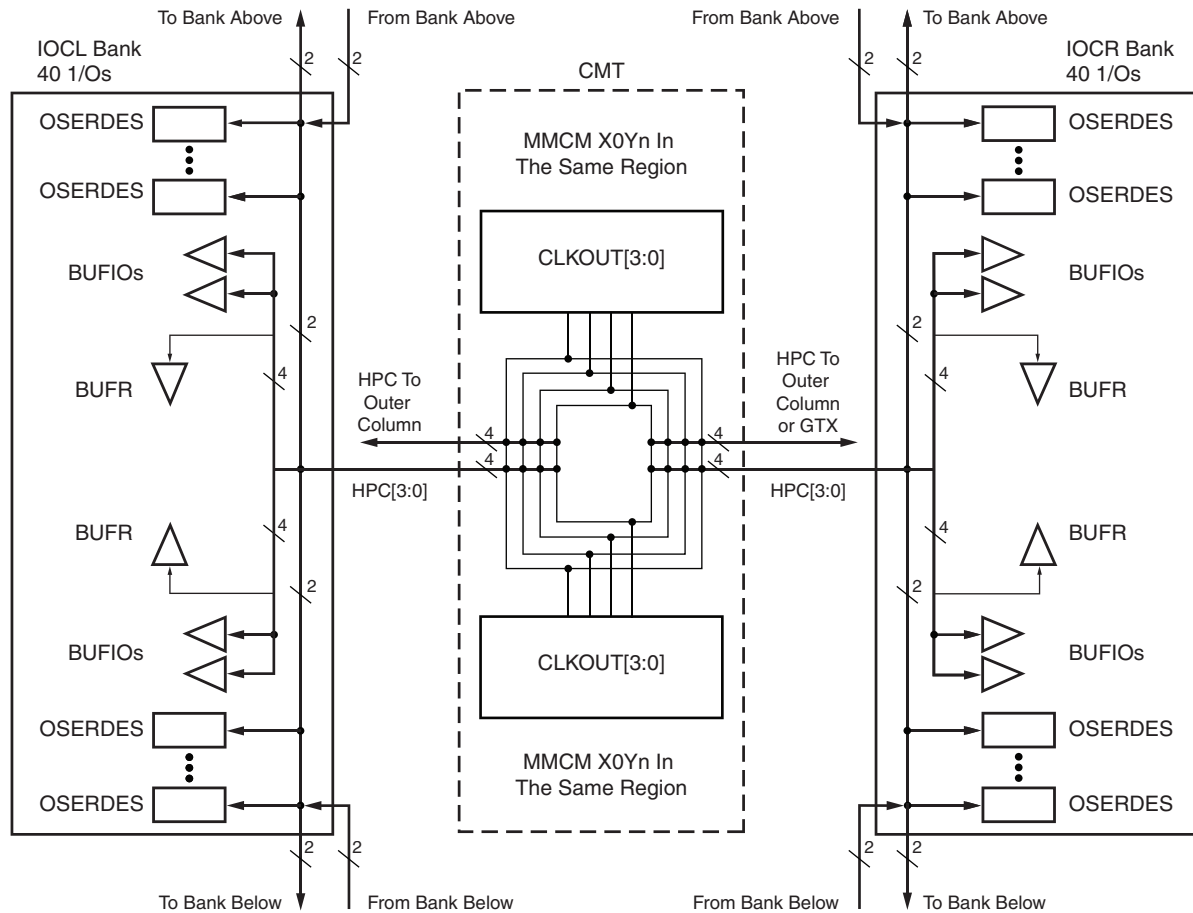 To Bank Above
From Bank Above
From Bank Above
To Bank Above
2
2
2
2
IOCL Bank
40 1/Os
CMT
IOCR Bank
40 1/Os
OSERDES
OSERDES
MMCM X0Yn In
The Same Region
OSERDES
OSERDES
CLKOUT[3:0]
BUFIOs
BUFIOs
2
2
BUFR
4
HPC To
Outer
Column
HPC To
Outer
Column
or GTX
4
BUFR
4
4
4
4
HPC[3:0]
HPC[3:0]
BUFR
4
4
BUFR
2
2
BUFIOs
CLKOUT[3:0]
BUFIOs
OSERDES
OSERDES
MMCM X0Yn In
The Same Region
OSERDES
OSERDES
2
2
2
2
To Bank Below
From Bank Below
From Bank Below
To Bank Below